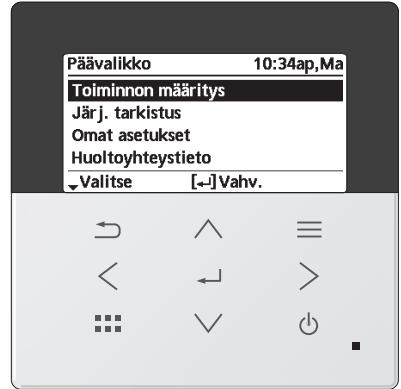 Päävalikko 10:34ap,Ma
Toiminnon määritys
Järj. tarkistus
Omat asetukset
Huoltoyhteystieto
Valitse [↵]Vahv.